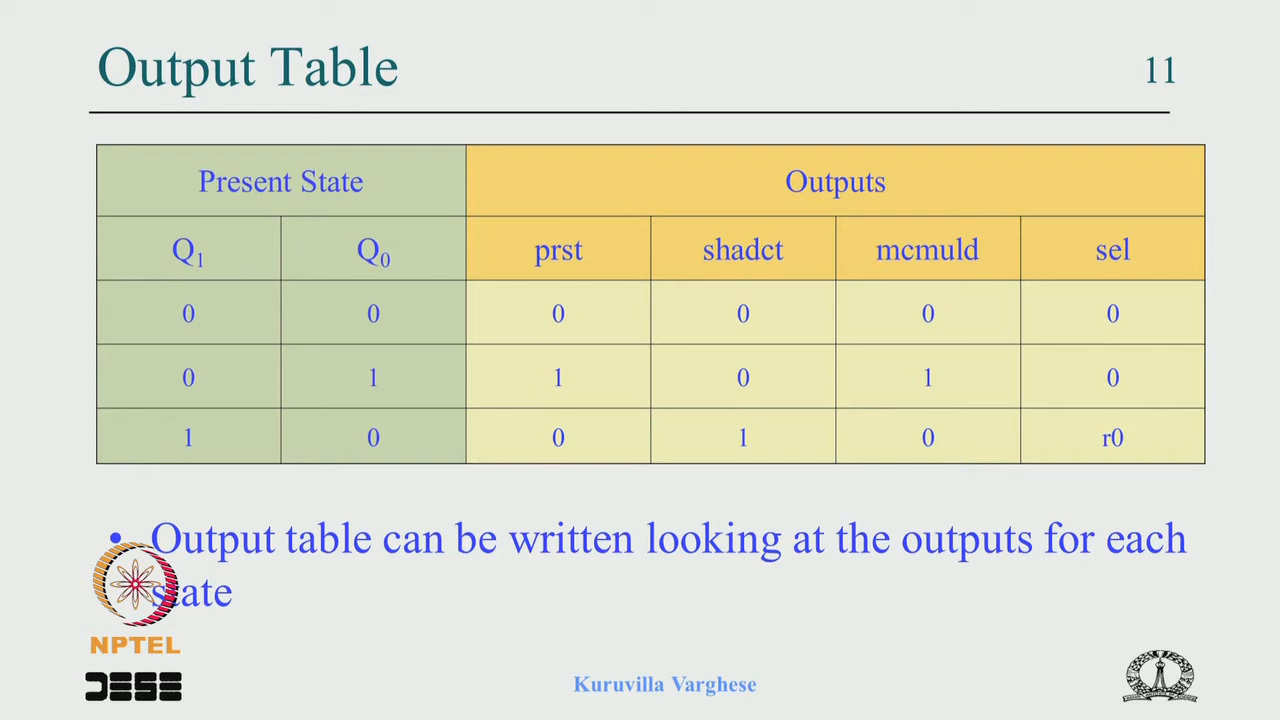 Output Table
11
Present State Outputs
Q1 Q0 prst shadct mcmuld sel
0 0 0 0 0 0
0 1 1 0 1 0
1 0 0 1 0 r0
• Output table can be written looking at the outputs for each
state
NPTEL
DESE
Kuruvilla Varghese